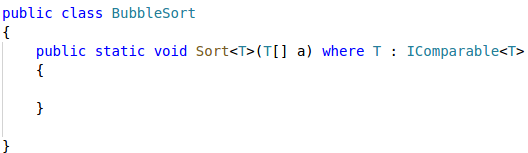 public class BubbleSort
{
    public static void Sort<T>(T[] a) where T : IComparable<T>
    {
    }
}